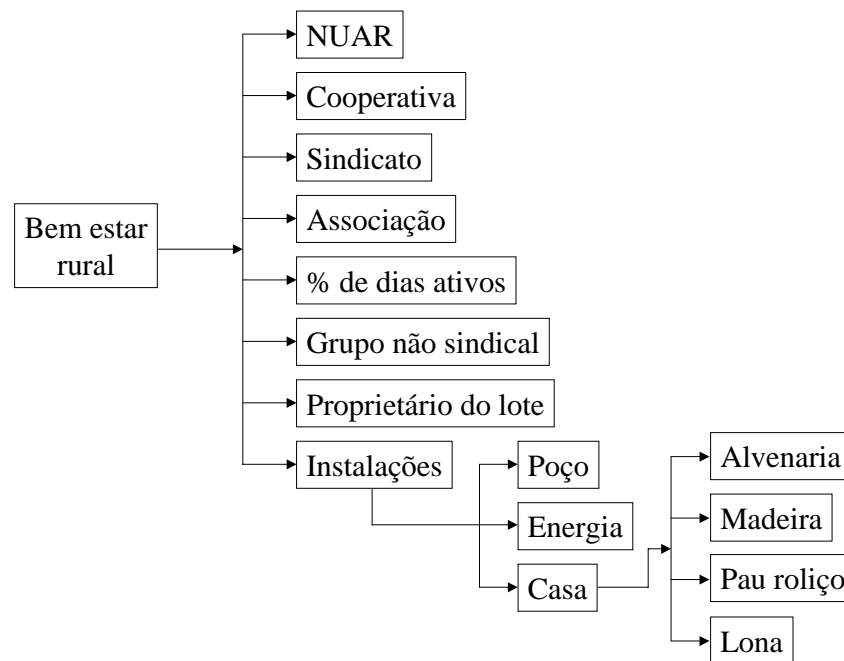 NUAR
Cooperativa
Sindicato
Associação
Bem estar
rural
% de dias ativos
Grupo não sindical
Proprietário do lote
Instalações
Poço
Energia
Casa
Alvenaria
Madeira
Pau roliço
Lona